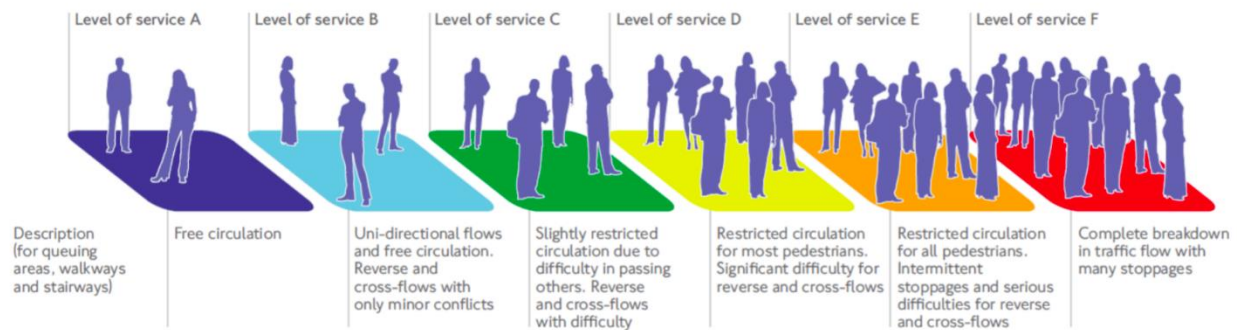 Level of service A
Level of service B
Level of service C
Level of service D
Level of service E
Level of service F
Description
(for queuing
areas, walkways
and stairways)
Free circulation
Uni-directional flows
and free circulation.
Reverse and
cross-flows with
only minor conflicts
Slightly restricted
circulation due to
difficulty in passing
others. Reverse
and cross-flows
with difficulty
Restricted circulation
for most pedestrians.
Significant difficulty for
reverse and cross-flows
Restricted circulation
for all pedestrians.
Intermittent
stoppages and serious
difficulties for reverse
and cross-flows
Complete breakdown
in traffic flow with
many stoppages